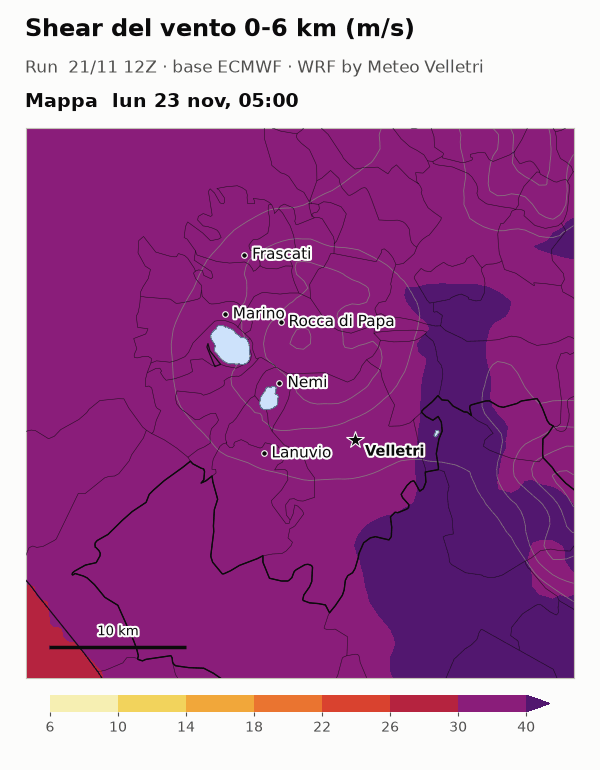 Shear del vento 0-6 km (m/s)
Run  21/11 12Z · base ECMWF · WRF by Meteo Velletri
Mappa  lun 23 nov, 05:00
Frascati
Marino
Rocca di Papa
Nemi
Velletri
Lanuvio
10 km
6 10 14 18 22 26 30 40